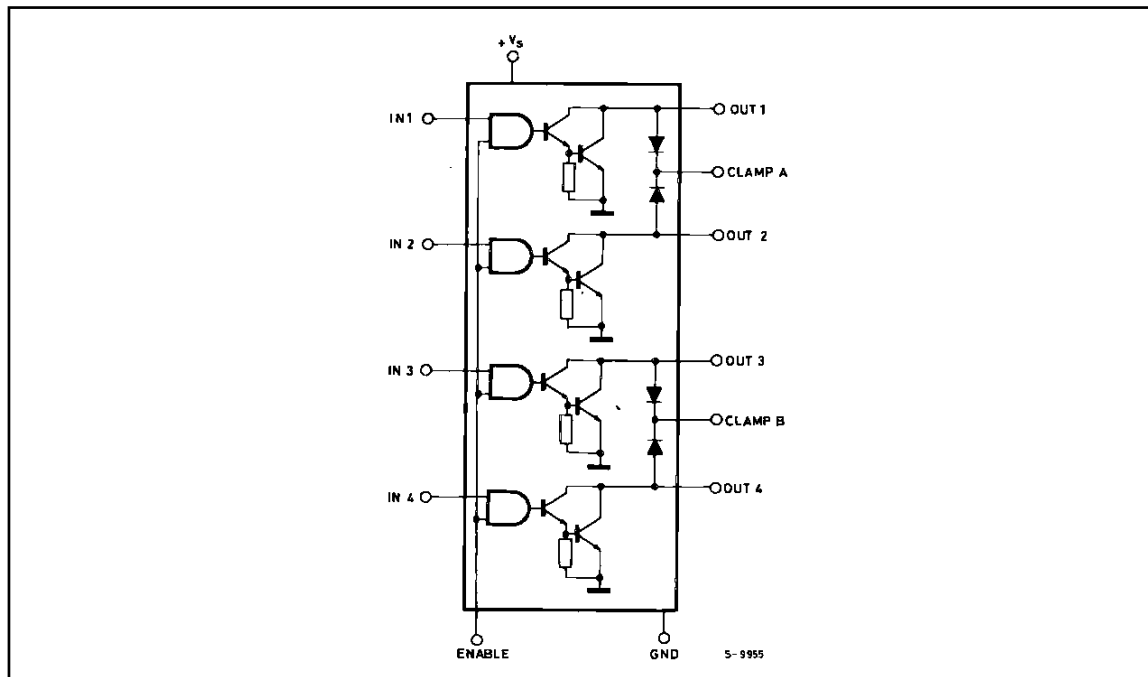 +Vs
IN1
OUT 1
CLAMP A
IN 2
OUT 2
IN 3
OUT 3
CLAMP B
IN 4
OUT 4
ENABLE
GND
S-9955